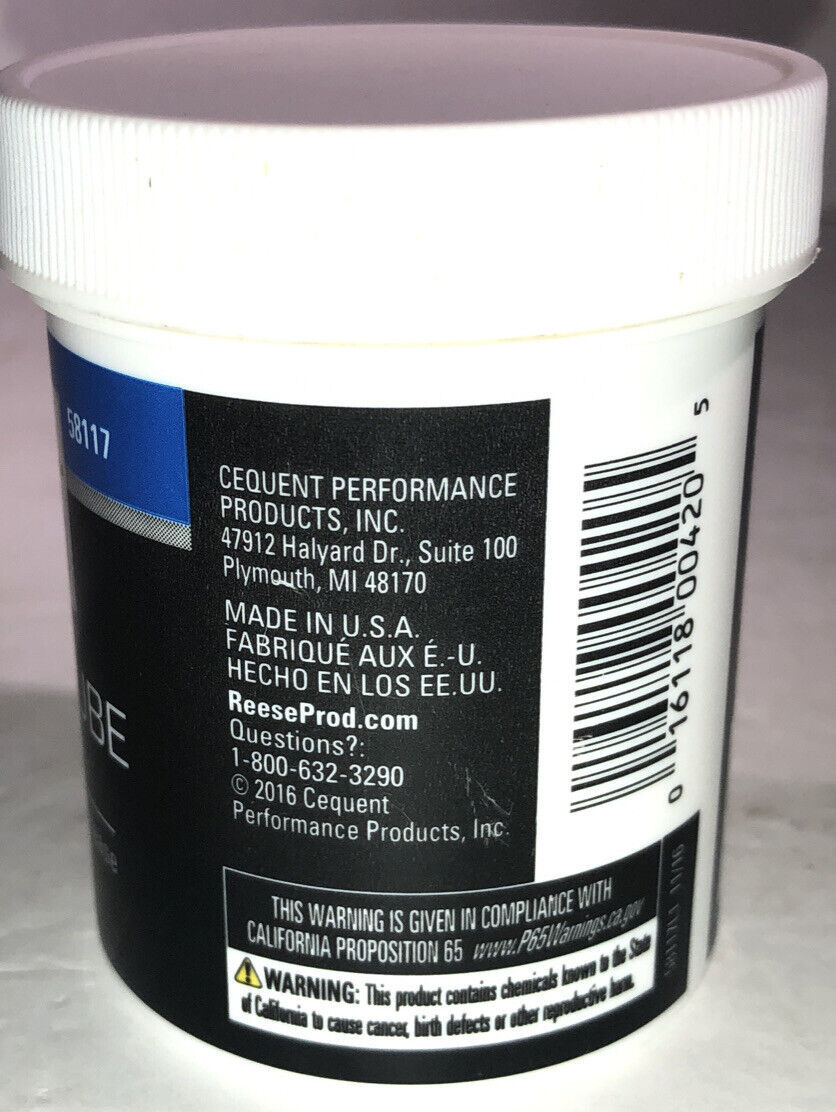 58117
CEQUENT PERFORMANCE
PRODUCTS, INC.
47912 Halyard Dr., Suite 100
Plymouth, MI 48170
MADE IN U.S.A.
FABRIQUÉ AUX É.-U.
HECHO EN LOS EE.UU.
ReeseProd.com
Questions?:
1-800-632-3290
© 2016 Cequent
Performance Products, Inc.
UBE
0 16118 00420 5
THIS WARNING IS GIVEN IN COMPLIANCE WITH
CALIFORNIA PROPOSITION 65 www.P65Warnings.ca.gov
WARNING: This product contains chemicals known to the State
of California to cause cancer, birth defects or other reproductive harm.
11/16